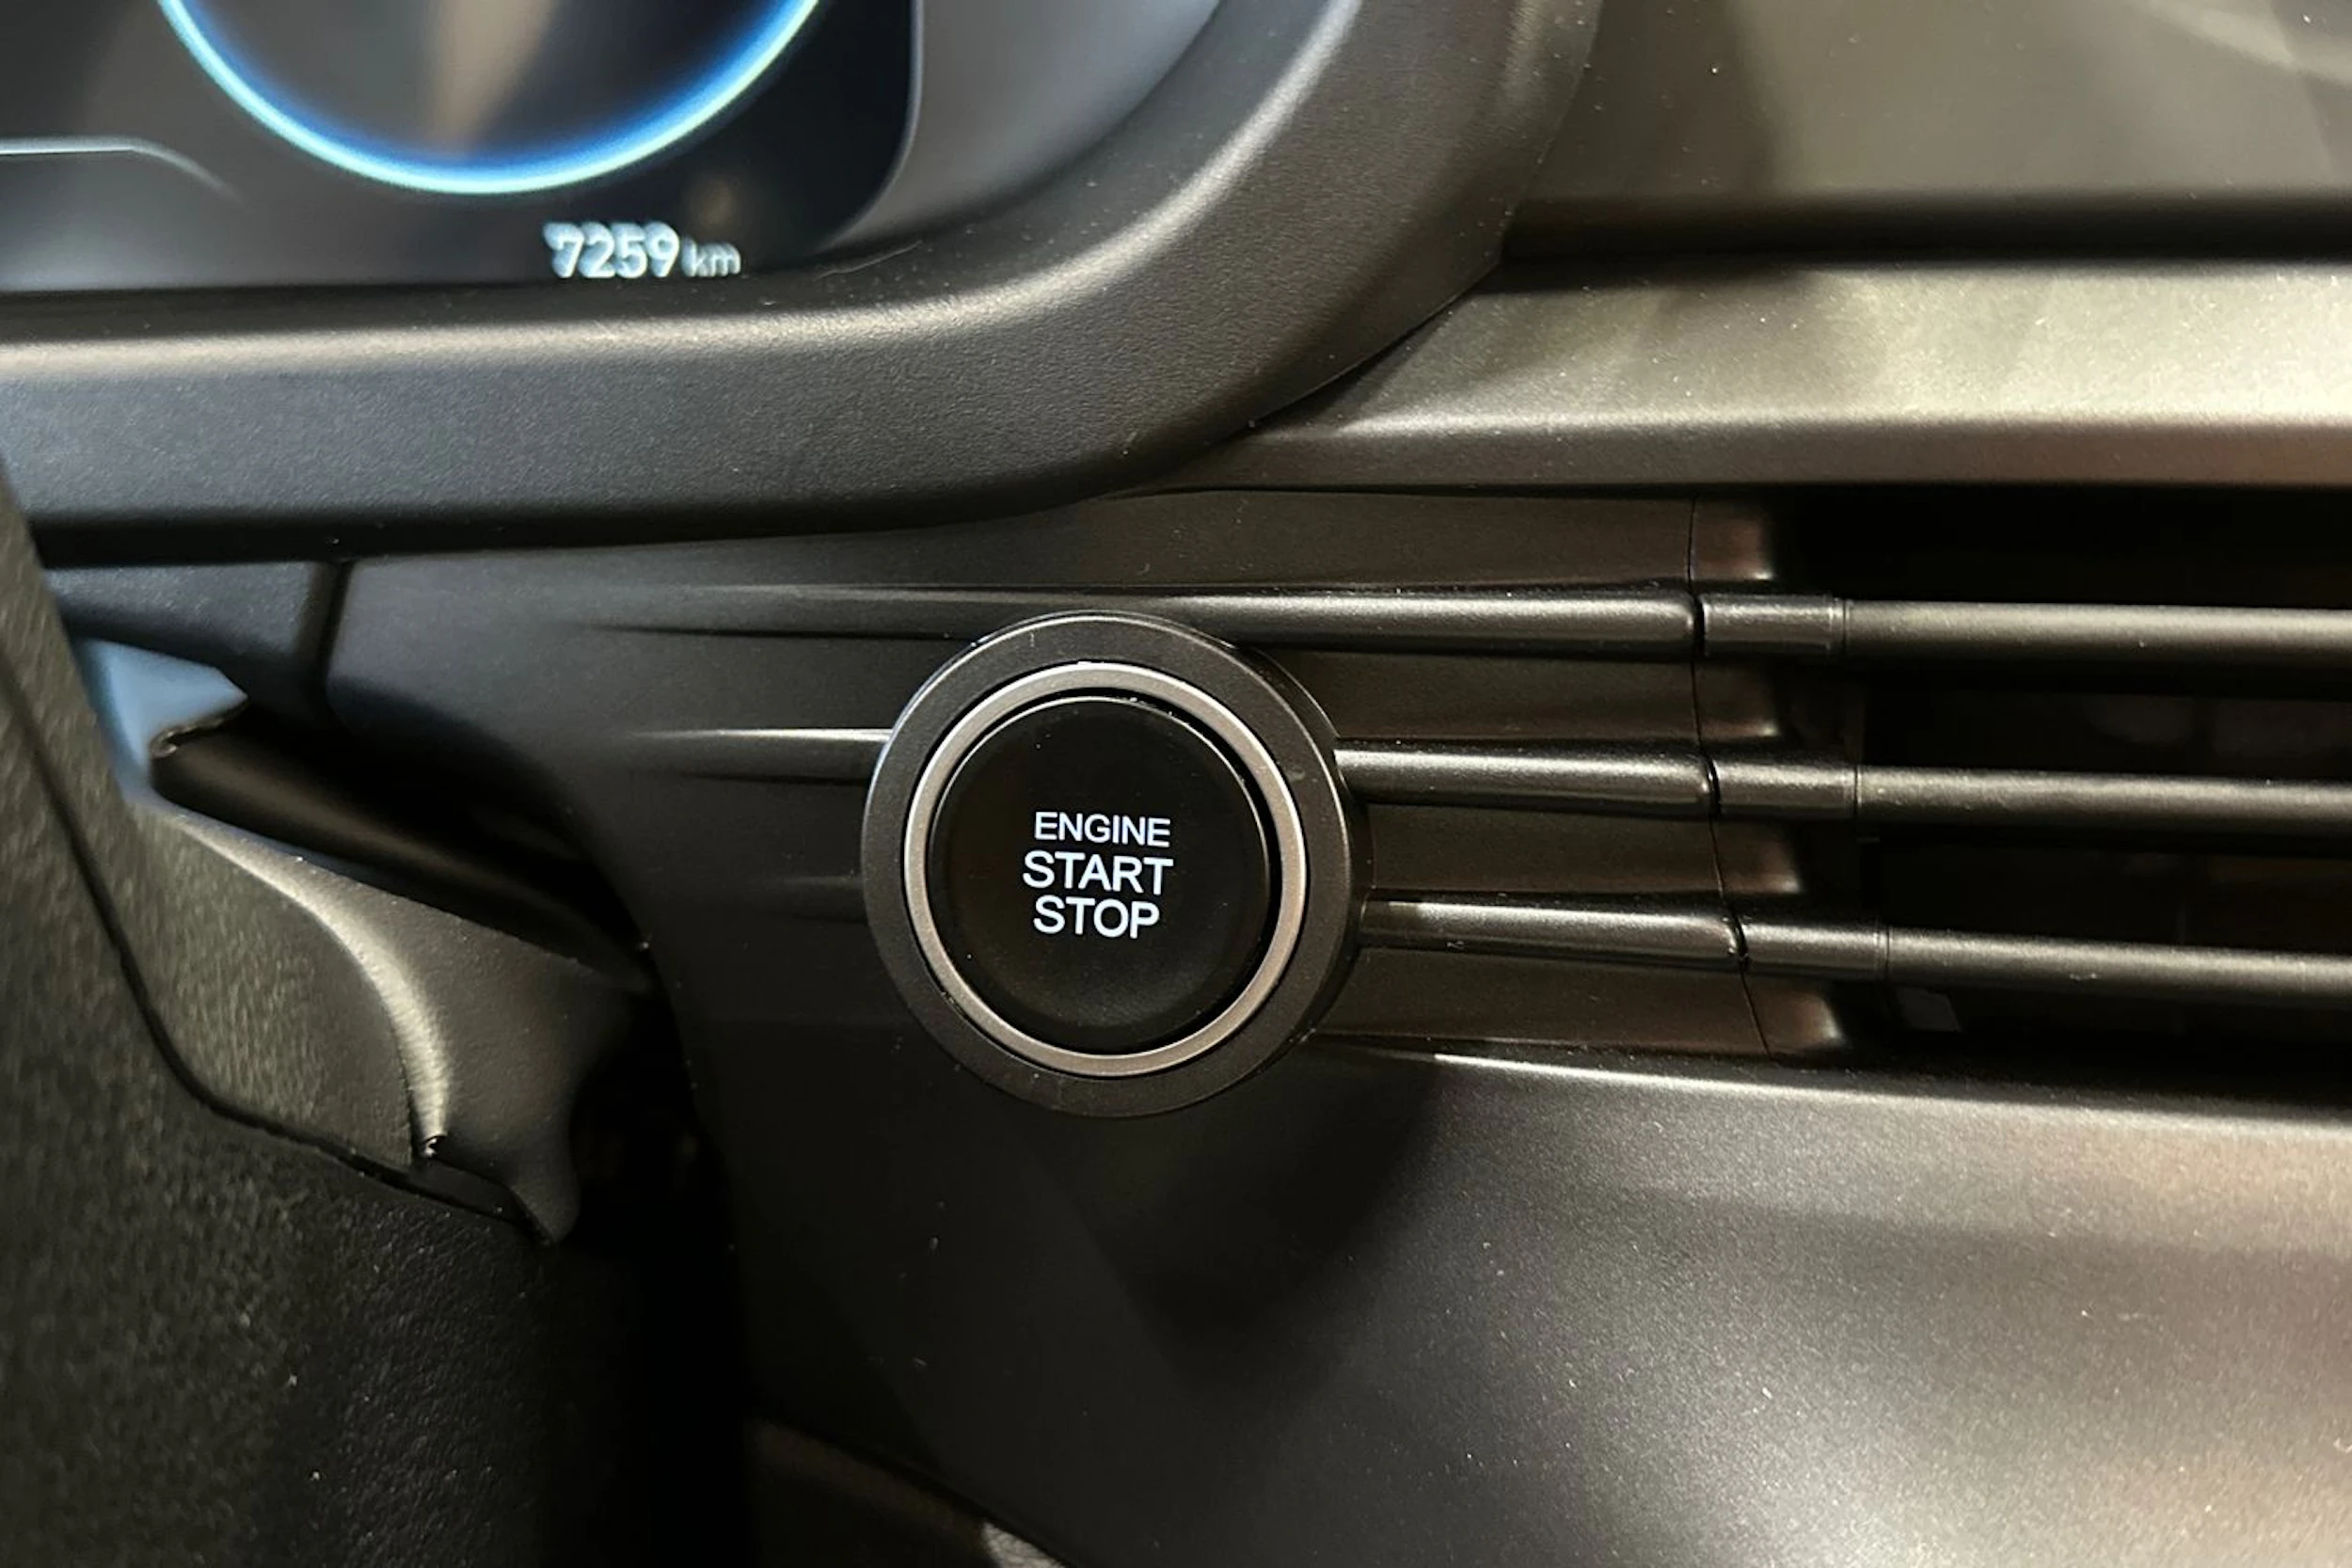 7259 km
ENGINE
START
STOP